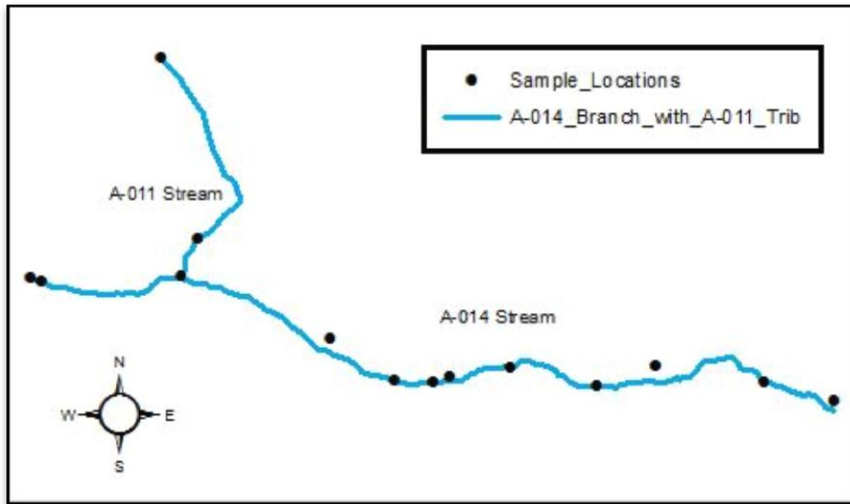 Sample_Locations
A-014_Branch_with_A-011_Trib
A-011 Stream
A-014 Stream
N
W E
S